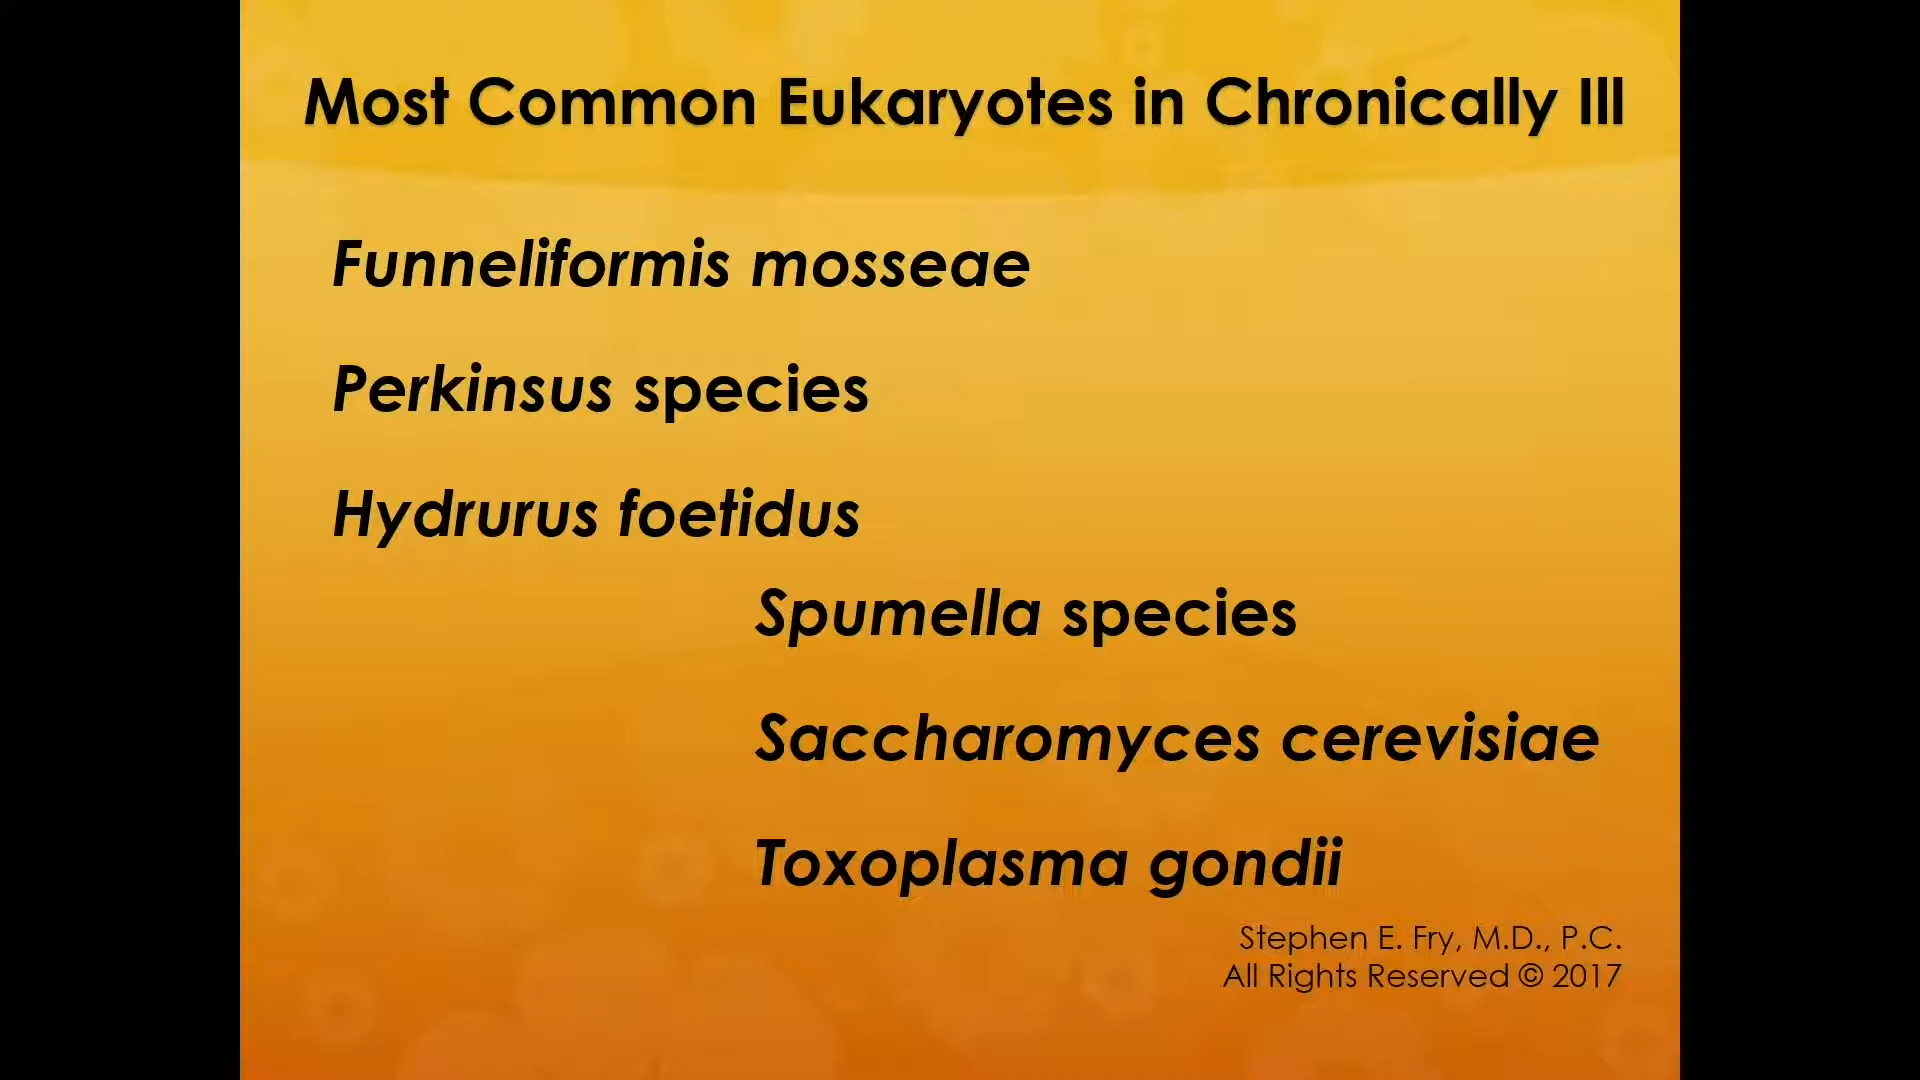 Most Common Eukaryotes in Chronically Ill
Funneliformis mosseae
Perkinsus species
Hydrurus foetidus
Spumella species
Saccharomyces cerevisiae
Toxoplasma gondii
Stephen E. Fry, M.D., P.C.
All Rights Reserved © 2017